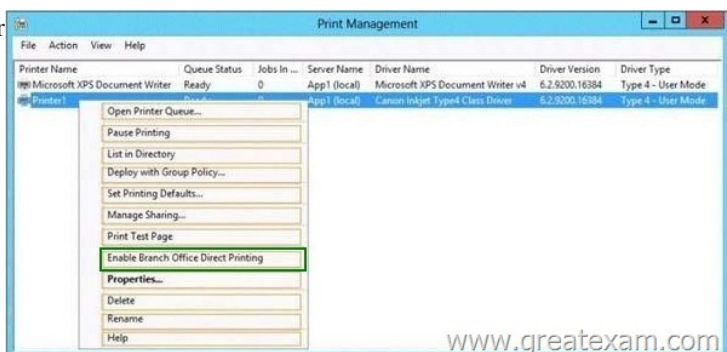 r
Print Management
File Action View Help
Printer Name Queue Status Jobs In ... Server Name Driver Name Driver Version Driver Type
Microsoft XPS Document Writer Ready 0 App1 (local) Microsoft XPS Document Writer v4 6.2.9200.16384 Type 4 - User Mode
Printer1 Ready 0 App1 (local) Canon Inkjet Type4 Class Driver 6.2.9200.16384 Type 4 - User Mode
Open Printer Queue...
Pause Printing
List in Directory
Deploy with Group Policy...
Set Printing Defaults...
Manage Sharing...
Print Test Page
Enable Branch Office Direct Printing
Properties...
Delete
Rename
Help
www.greatexam.com